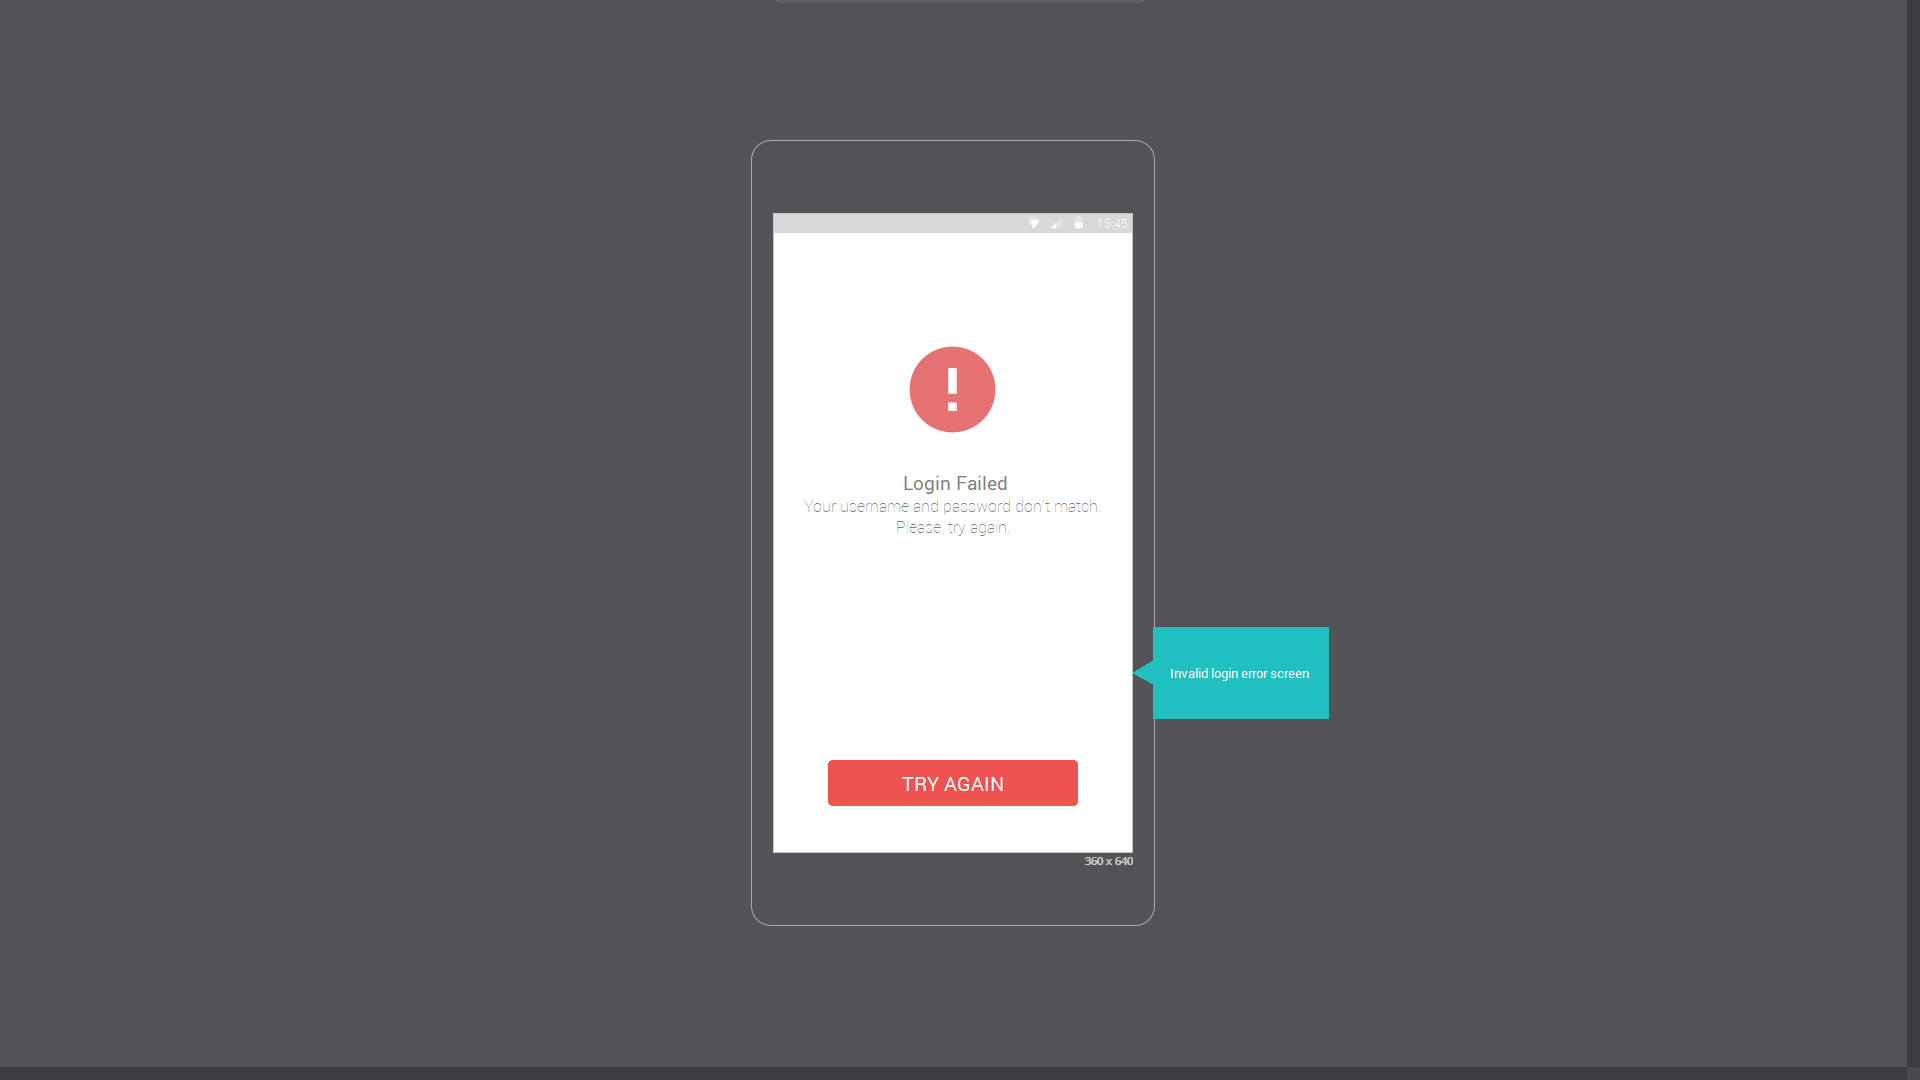 15:45
Login Failed
Your username and password don't match.
Please, try again.
Invalid login error screen
TRY AGAIN
360 x 640